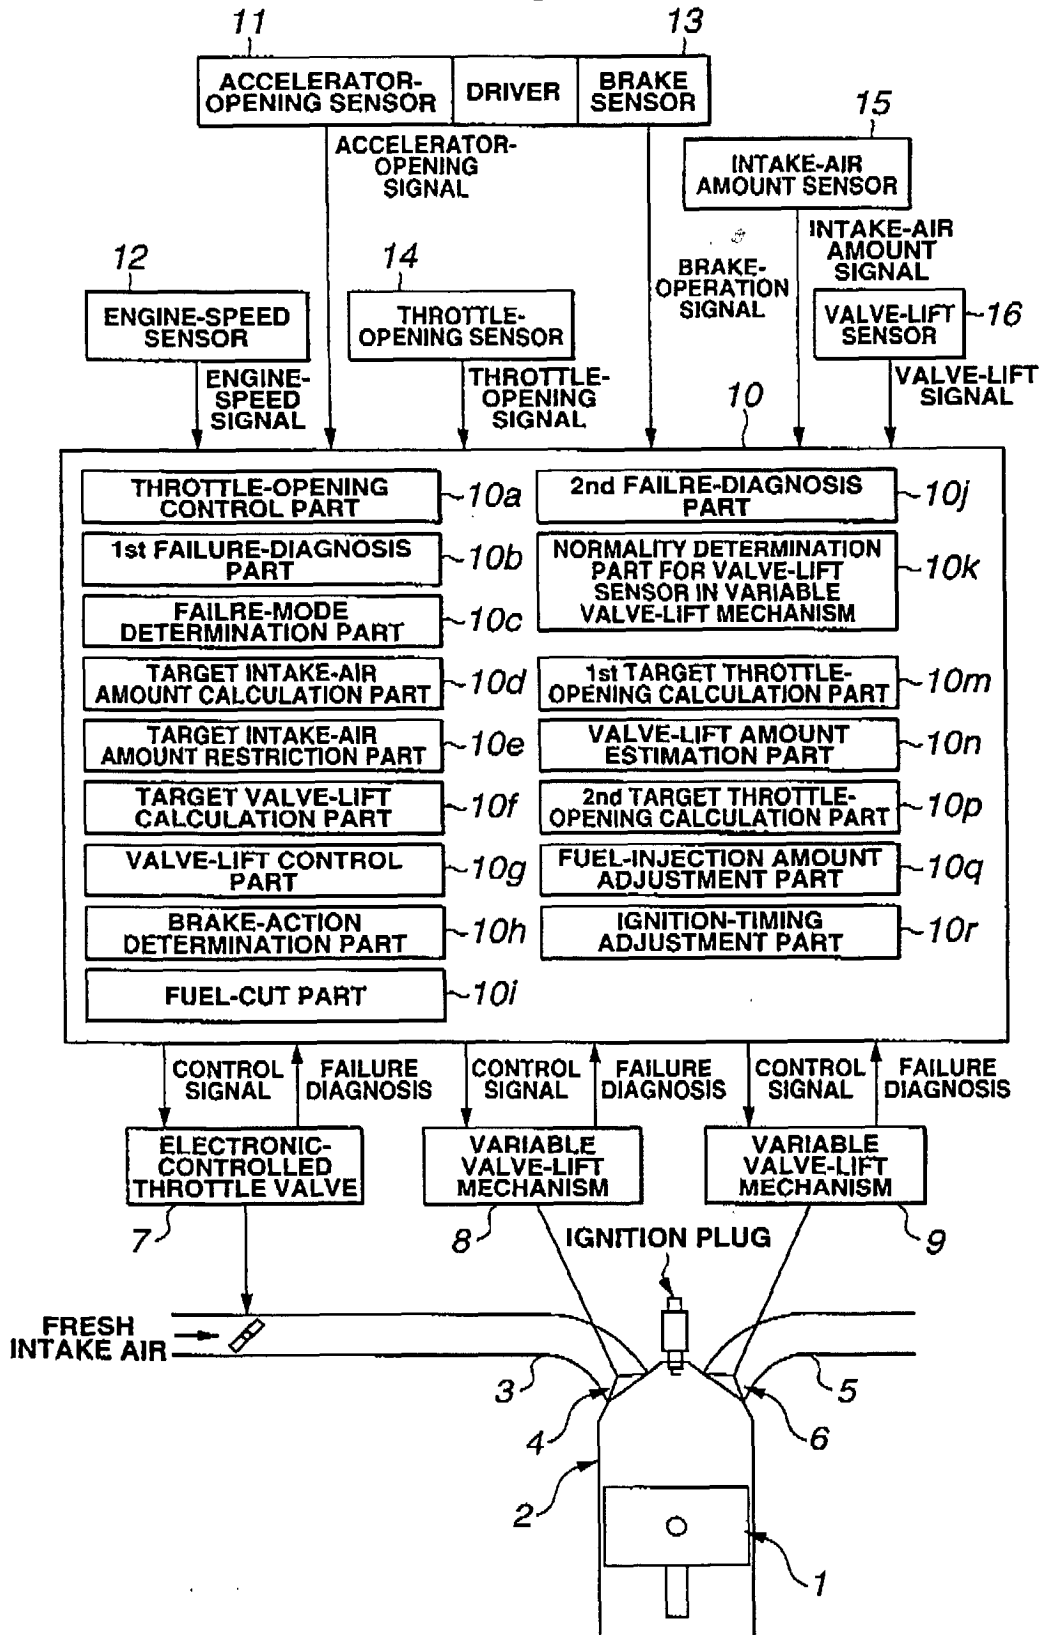 11
13
ACCELERATOR-
OPENING SENSOR
DRIVER
BRAKE
SENSOR
15
ACCELERATOR-
OPENING
SIGNAL
INTAKE-AIR
AMOUNT SENSOR
12
14
BRAKE-
OPERATION
SIGNAL
INTAKE-AIR
AMOUNT
SIGNAL
ENGINE-SPEED
SENSOR
THROTTLE-
OPENING SENSOR
VALVE-LIFT
SENSOR
16
ENGINE-
SPEED
SIGNAL
THROTTLE-
OPENING
SIGNAL
10
VALVE-LIFT
SIGNAL
THROTTLE-OPENING
CONTROL PART
10a
1st FAILURE-DIAGNOSIS
PART
10b
FAILRE-MODE
DETERMINATION PART
10c
TARGET INTAKE-AIR
AMOUNT CALCULATION PART
10d
TARGET INTAKE-AIR
AMOUNT RESTRICTION PART
10e
TARGET VALVE-LIFT
CALCULATION PART
10f
VALVE-LIFT CONTROL
PART
10g
BRAKE-ACTION
DETERMINATION PART
10h
FUEL-CUT PART
10i
2nd FAILRE-DIAGNOSIS
PART
10j
NORMALITY DETERMINATION
PART FOR VALVE-LIFT
SENSOR IN VARIABLE
VALVE-LIFT MECHANISM
10k
1st TARGET THROTTLE-
OPENING CALCULATION PART
10m
VALVE-LIFT AMOUNT
ESTIMATION PART
10n
2nd TARGET THROTTLE-
OPENING CALCULATION PART
10p
FUEL-INJECTION AMOUNT
ADJUSTMENT PART
10q
IGNITION-TIMING
ADJUSTMENT PART
10r
CONTROL
SIGNAL
FAILURE
DIAGNOSIS
CONTROL
SIGNAL
FAILURE
DIAGNOSIS
CONTROL
SIGNAL
FAILURE
DIAGNOSIS
ELECTRONIC-
CONTROLLED
THROTTLE VALVE
VARIABLE
VALVE-LIFT
MECHANISM
VARIABLE
VALVE-LIFT
MECHANISM
7
8
9
IGNITION PLUG
FRESH
INTAKE AIR
3
5
4
6
2
1